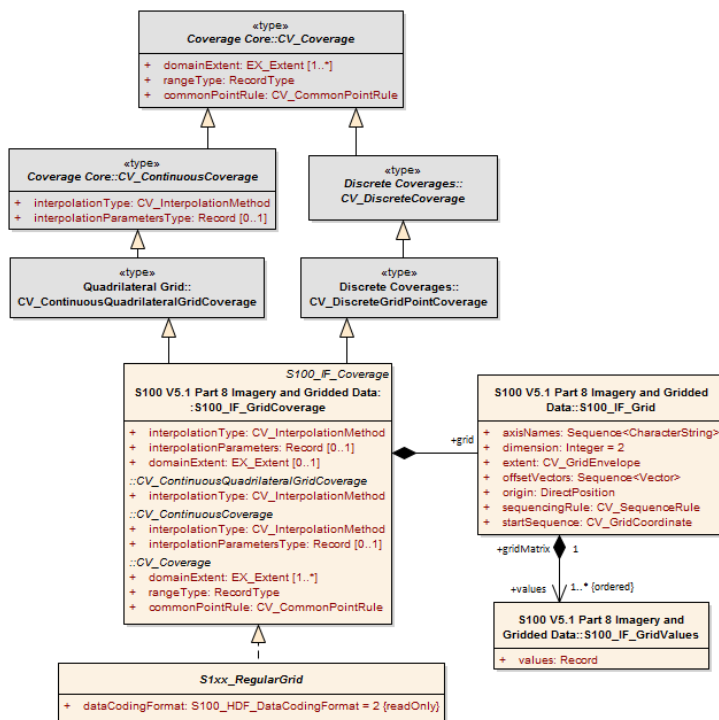 «type»
Coverage Core::CV_Coverage
+ domainExtent: EX_Extent [1..*]
+ rangeType: RecordType
+ commonPointRule: CV_CommonPointRule
«type»
Coverage Core::CV_ContinuousCoverage
+ interpolationType: CV_InterpolationMethod
+ interpolationParametersType: Record [0..1]
«type»
Discrete Coverages::
CV_DiscreteCoverage
«type»
Quadrilateral Grid::
CV_ContinuousQuadrilateralGridCoverage
«type»
Discrete Coverages::
CV_DiscreteGridPointCoverage
S100_IF_Coverage
S100 V5.1 Part 8 Imagery and Gridded Data:
:S100_IF_GridCoverage
+ interpolationType: CV_InterpolationMethod
+ interpolationParameters: Record [0..1]
+ domainExtent: EX_Extent [0..1]
::CV_ContinuousQuadrilateralGridCoverage
+ interpolationType: CV_InterpolationMethod
::CV_ContinuousCoverage
+ interpolationType: CV_InterpolationMethod
+ interpolationParametersType: Record [0..1]
::CV_Coverage
+ domainExtent: EX_Extent [1..*]
+ rangeType: RecordType
+ commonPointRule: CV_CommonPointRule
+grid
S100 V5.1 Part 8 Imagery and Gridded
Data::S100_IF_Grid
+ axisNames: Sequence<CharacterString>
+ dimension: Integer = 2
+ extent: CV_GridEnvelope
+ offsetVectors: Sequence<Vector>
+ origin: DirectPosition
+ sequencingRule: CV_SequenceRule
+ startSequence: CV_GridCoordinate
+gridMatrix 1
+values 1..* {ordered}
S100 V5.1 Part 8 Imagery and
Gridded Data::S100_IF_GridValues
+ values: Record
S1xx_RegularGrid
+ dataCodingFormat: S100_HDF_DataCodingFormat = 2 {readOnly}